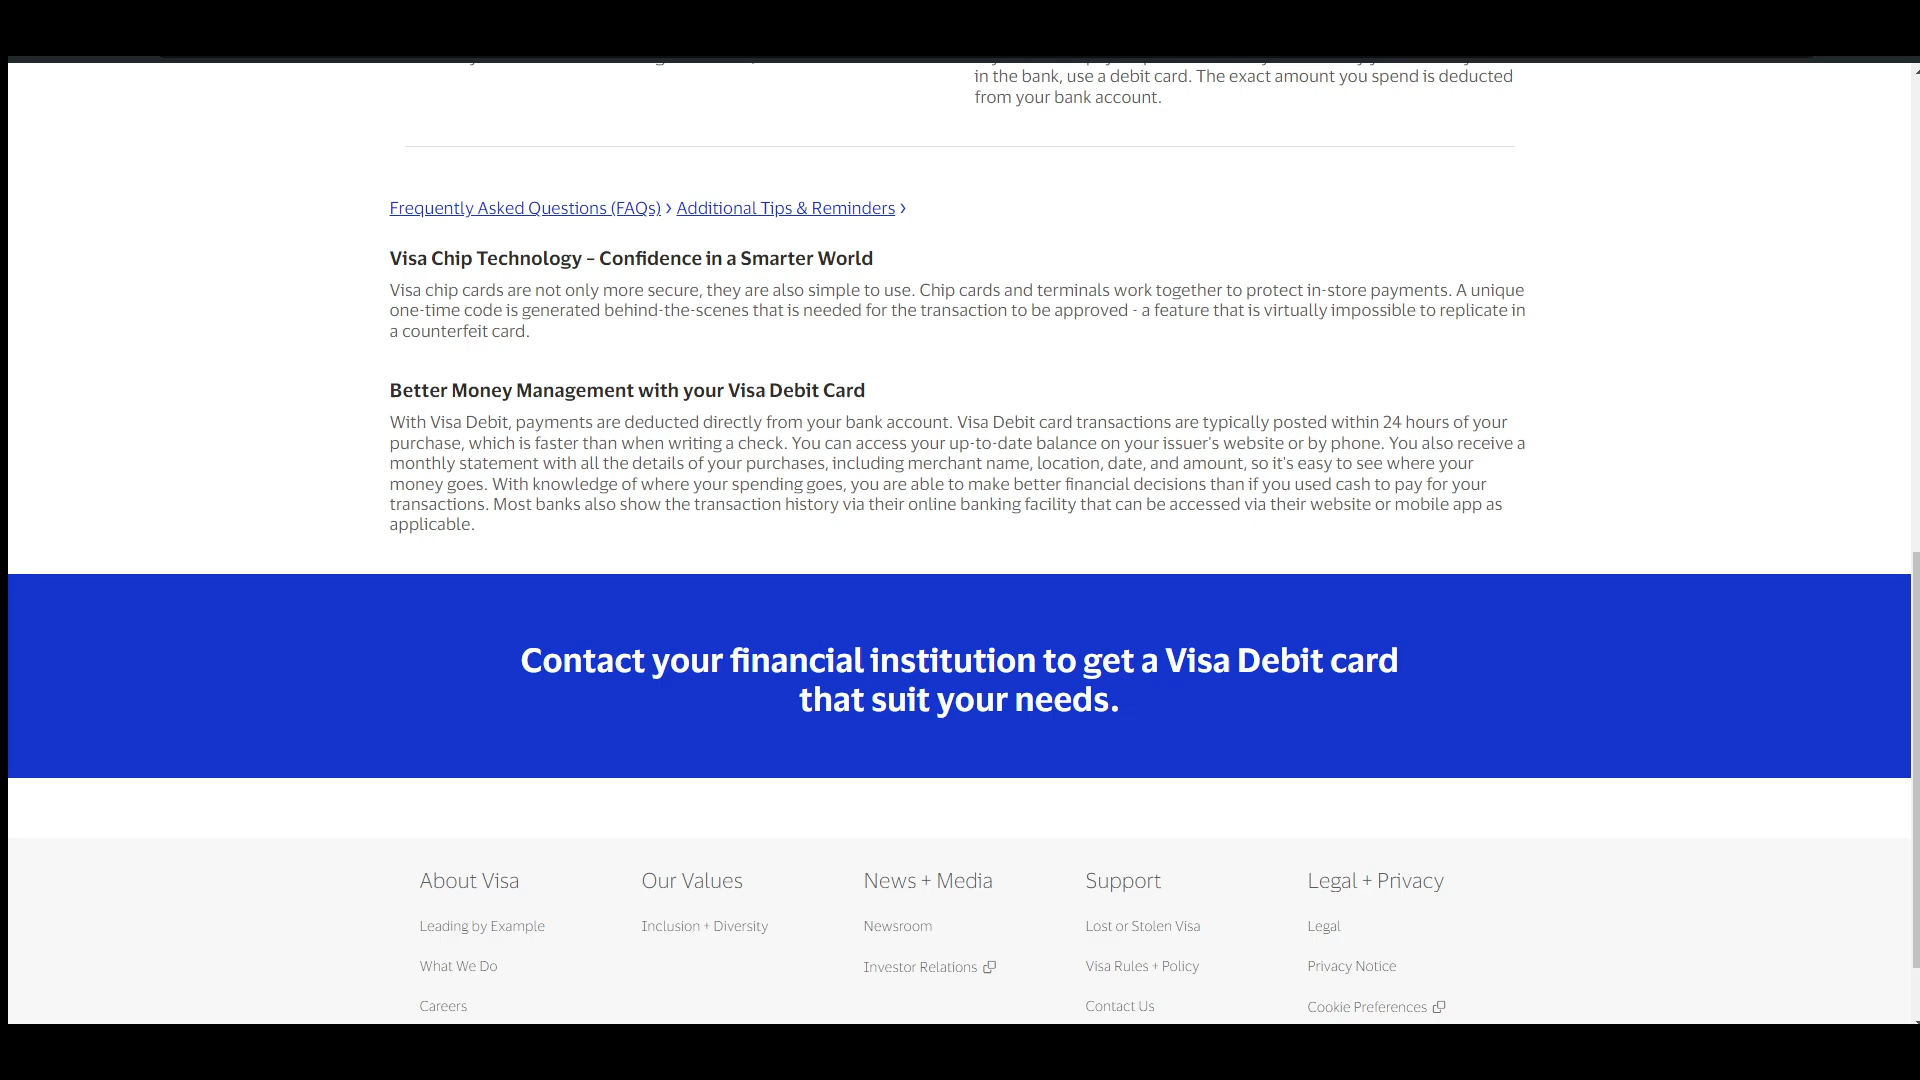 in the bank, use a debit card. The exact amount you spend is deducted
from your bank account.
Frequently Asked Questions (FAQs) › Additional Tips & Reminders ›
Visa Chip Technology – Confidence in a Smarter World
Visa chip cards are not only more secure, they are also simple to use. Chip cards and terminals work together to protect in-store payments. A unique
one-time code is generated behind-the-scenes that is needed for the transaction to be approved - a feature that is virtually impossible to replicate in
a counterfeit card.
Better Money Management with your Visa Debit Card
With Visa Debit, payments are deducted directly from your bank account. Visa Debit card transactions are typically posted within 24 hours of your
purchase, which is faster than when writing a check. You can access your up-to-date balance on your issuer's website or by phone. You also receive a
monthly statement with all the details of your purchases, including merchant name, location, date, and amount, so it's easy to see where your
money goes. With knowledge of where your spending goes, you are able to make better financial decisions than if you used cash to pay for your
transactions. Most banks also show the transaction history via their online banking facility that can be accessed via their website or mobile app as
applicable.
Contact your financial institution to get a Visa Debit card
that suit your needs.
About Visa
Leading by Example
What We Do
Careers
Our Values
Inclusion + Diversity
News + Media
Newsroom
Investor Relations
Support
Lost or Stolen Visa
Visa Rules + Policy
Contact Us
Legal + Privacy
Legal
Privacy Notice
Cookie Preferences